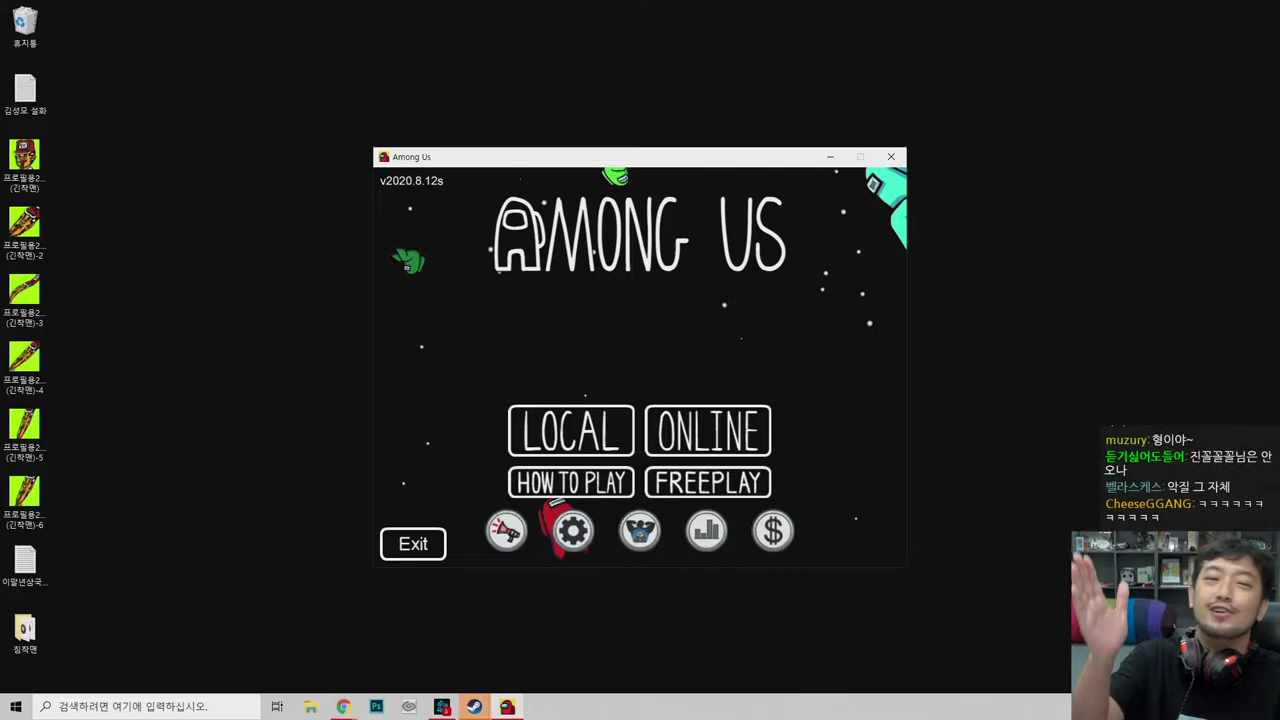 휴지통
김성모 설화
프로필용2...
(긴착맨)
프로필용2...
(긴착맨)-2
프로필용2...
(긴착맨)-3
프로필용2...
(긴착맨)-4
프로필용2...
(긴착맨)-5
프로필용2...
(긴착맨)-6
이말년삼국...
침착맨
Among Us
v2020.8.12s
AMONG US
LOCAL
ONLINE
HOW TO PLAY
FREEPLAY
Exit
$
muzury: 형이야~
듣기싫어도들어: 진꼴꼴꼴님은 안
오나
벨라스케스: 악질 그 자체
CheeseGGANG: ㅋㅋㅋㅋㅋㅋ
ㅋㅋㅋㅋㅋ
검색하려면 여기에 입력하십시오.
Ps